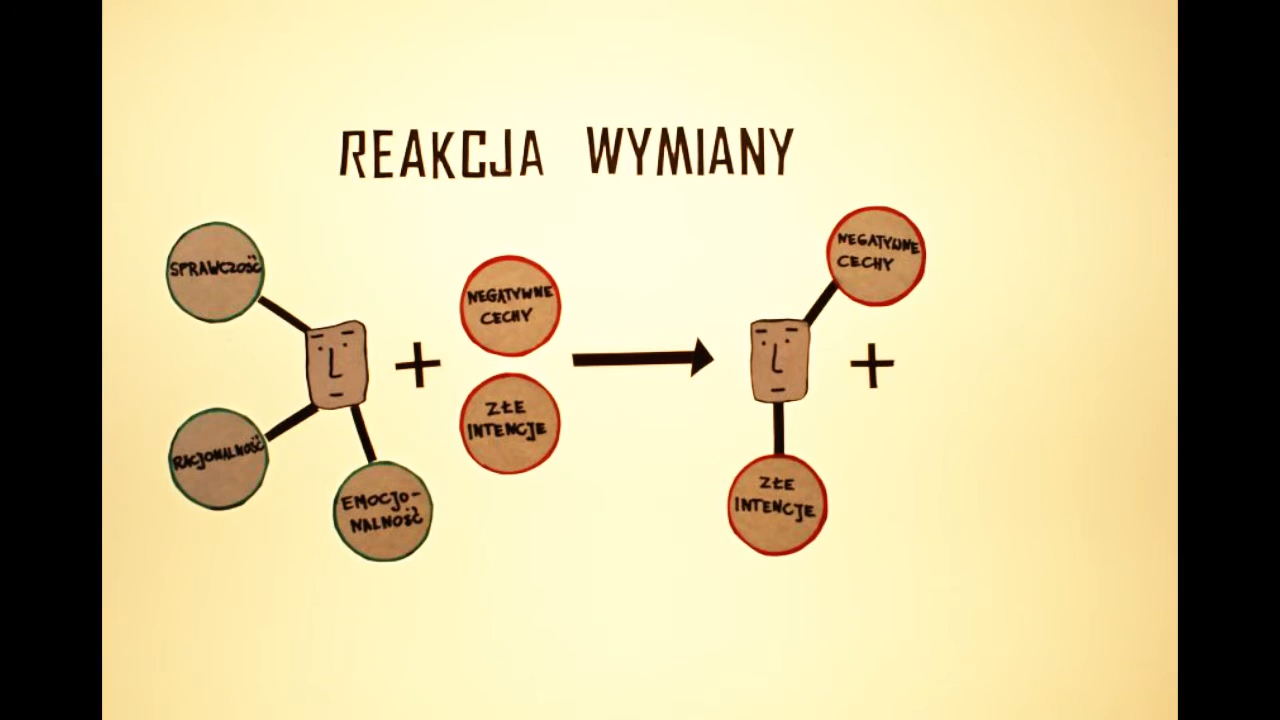 REAKCJA WYMIANY
SPRAWCZOŚĆ
RACJONALNOŚĆ
EMOCJO-
NALNOŚĆ
+
NEGATYWNE
CECHY
ZŁE
INTENCJE
NEGATYWNE
CECHY
ZŁE
INTENCJE
+